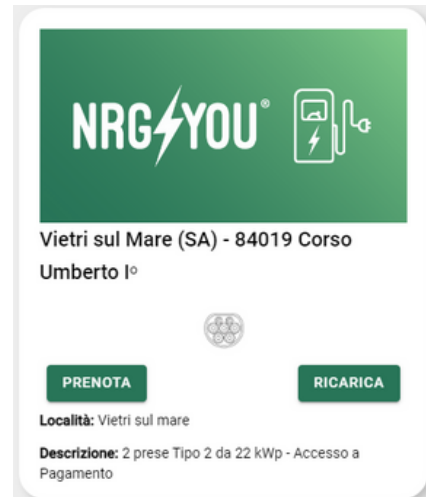 NRG YOU®
Vietri sul Mare (SA) - 84019 Corso
Umberto I°
PRENOTA
RICARICA
Località: Vietri sul mare
Descrizione: 2 prese Tipo 2 da 22 kWp - Accesso a
Pagamento